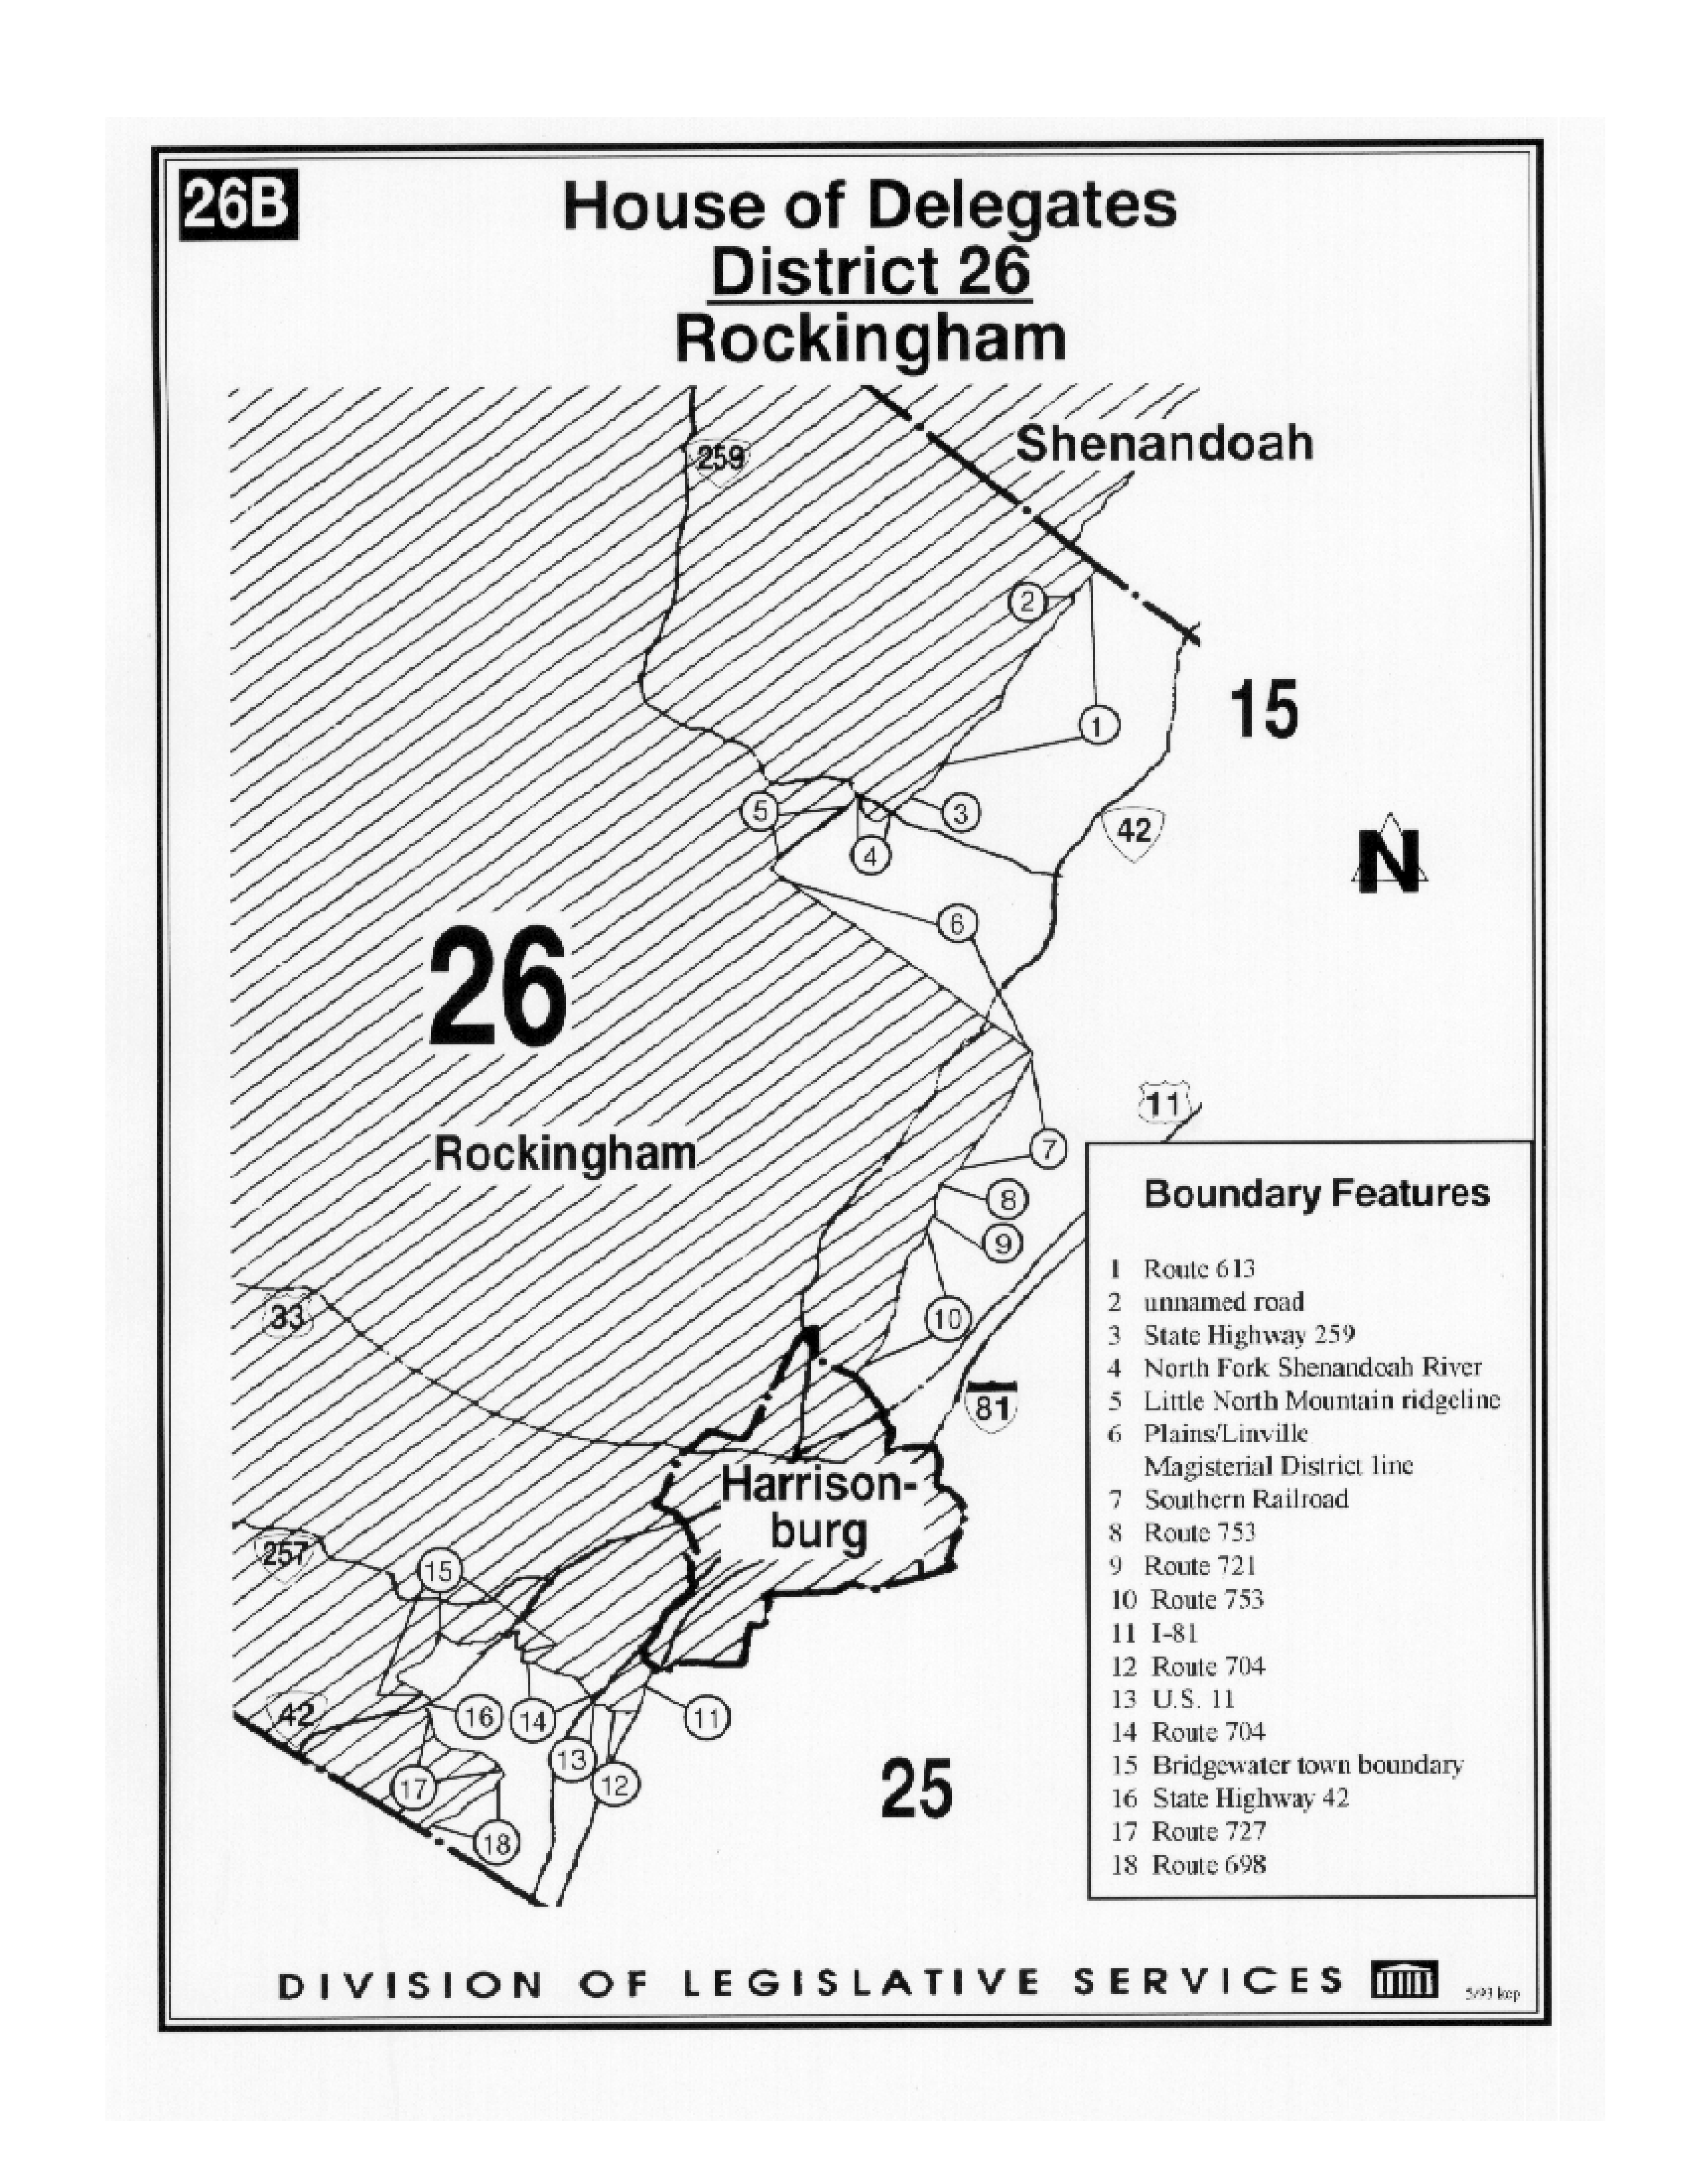 26B
House of Delegates
District 26
Rockingham
259
Shenandoah
2
15
1
5
3
4
42
6
26
11
Rockingham
7
8
9
10
33
81
Harrison-
burg
257
15
42
16
14
11
13
12
17
18
25
N
Boundary Features
1 Route 613
2 unnamed road
3 State Highway 259
4 North Fork Shenandoah River
5 Little North Mountain ridgeline
6 Plains/Linville
Magisterial District line
7 Southern Railroad
8 Route 753
9 Route 721
10 Route 753
11 I-81
12 Route 704
13 U.S. 11
14 Route 704
15 Bridgewater town boundary
16 State Highway 42
17 Route 727
18 Route 698
DIVISION OF LEGISLATIVE SERVICES
5/93 kcp